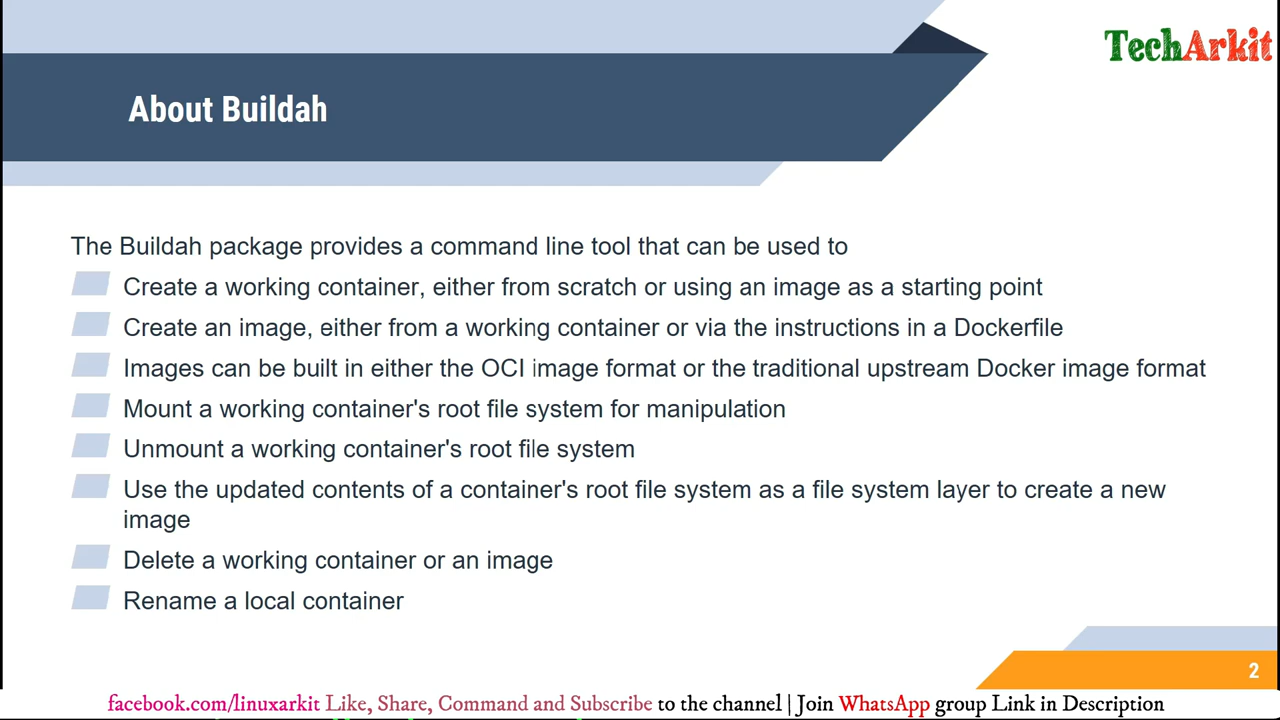 TechArkit
About Buildah
The Buildah package provides a command line tool that can be used to
Create a working container, either from scratch or using an image as a starting point
Create an image, either from a working container or via the instructions in a Dockerfile
Images can be built in either the OCI image format or the traditional upstream Docker image format
Mount a working container's root file system for manipulation
Unmount a working container's root file system
Use the updated contents of a container's root file system as a file system layer to create a new
image
Delete a working container or an image
Rename a local container
2
facebook.com/linuxarkit Like, Share, Command and Subscribe to the channel | Join WhatsApp group Link in Description